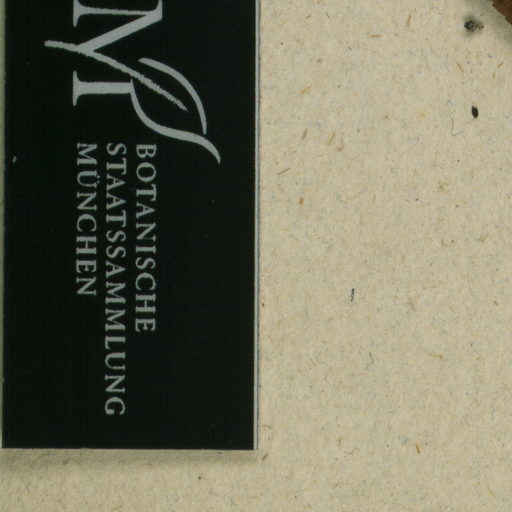 M
BOTANISCHE
STAATSSAMMLUNG
MÜNCHEN